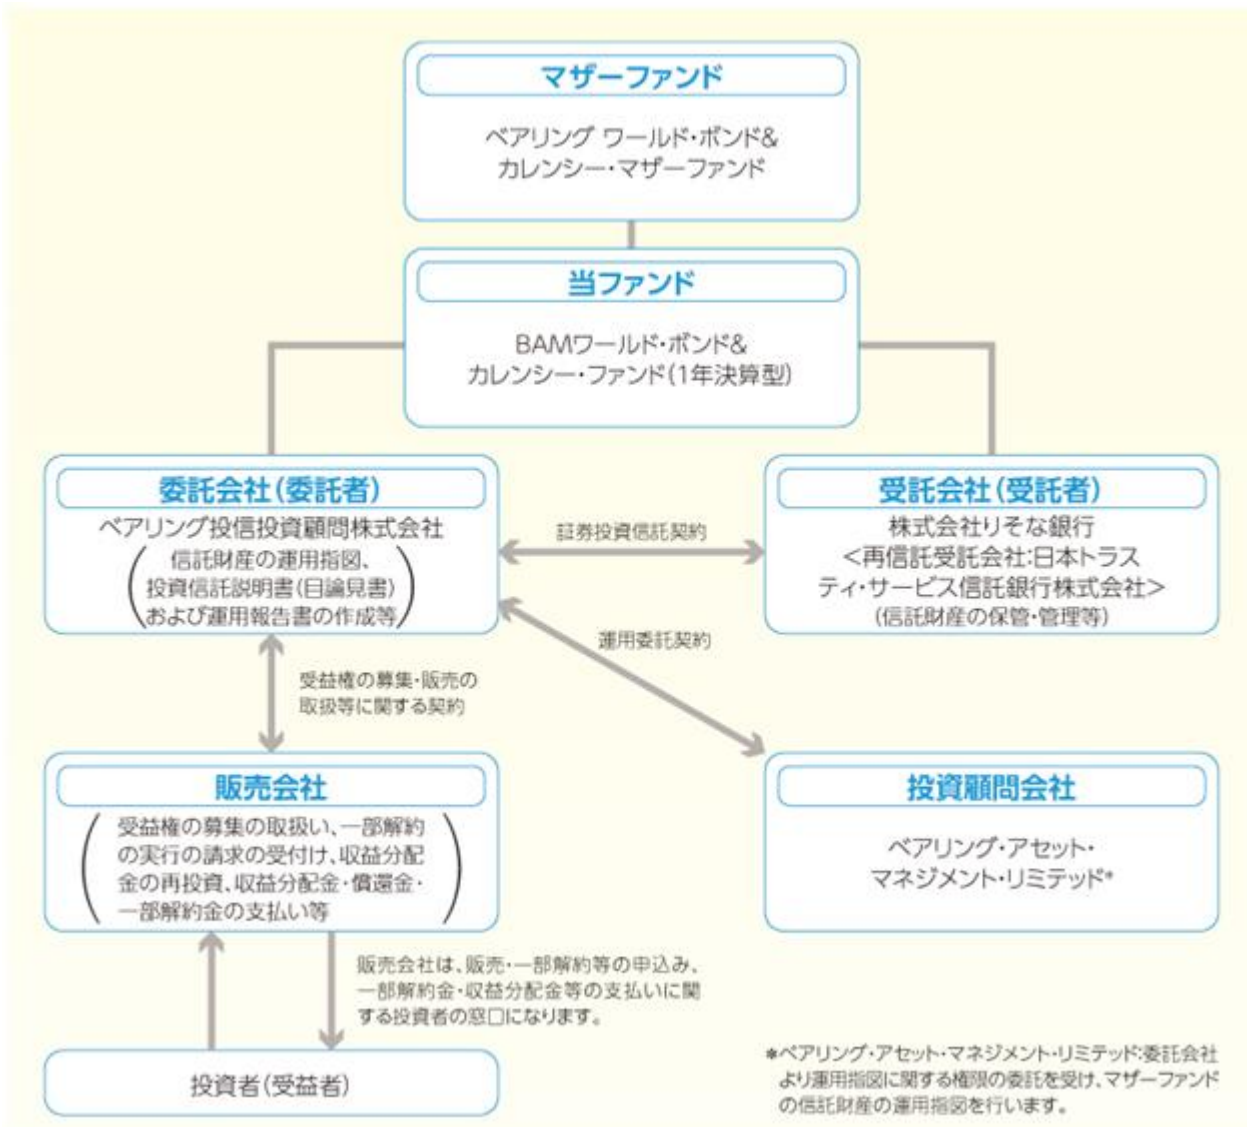 マザーファンド
ベアリング ワールド・ボンド&
カレンシー・マザーファンド
当ファンド
BAMワールド・ボンド&
カレンシー・ファンド(1年決算型)
委託会社(委託者)
ベアリング投信投資顧問株式会社
(信託財産の運用指図、
投資信託説明書(目論見書)
および運用報告書の作成等)
証券投資信託契約
受託会社(受託者)
株式会社りそな銀行
<再信託受託会社:日本トラス
ティ・サービス信託銀行株式会社>
(信託財産の保管・管理等)
運用委託契約
受益権の募集・販売の
取扱等に関する契約
販売会社
(受益権の募集の取扱い、一部解約
の実行の請求の受付け、収益分配
金の再投資、収益分配金・償還金・
一部解約金の支払い等)
投資顧問会社
ベアリング・アセット・
マネジメント・リミテッド*
販売会社は、販売・一部解約等の申込み、
一部解約金・収益分配金等の支払いに関
する投資者の窓口になります。
投資者(受益者)
*ベアリング・アセット・マネジメント・リミテッド:委託会社
より運用指図に関する権限の委託を受け、マザーファンド
の信託財産の運用指図を行います。